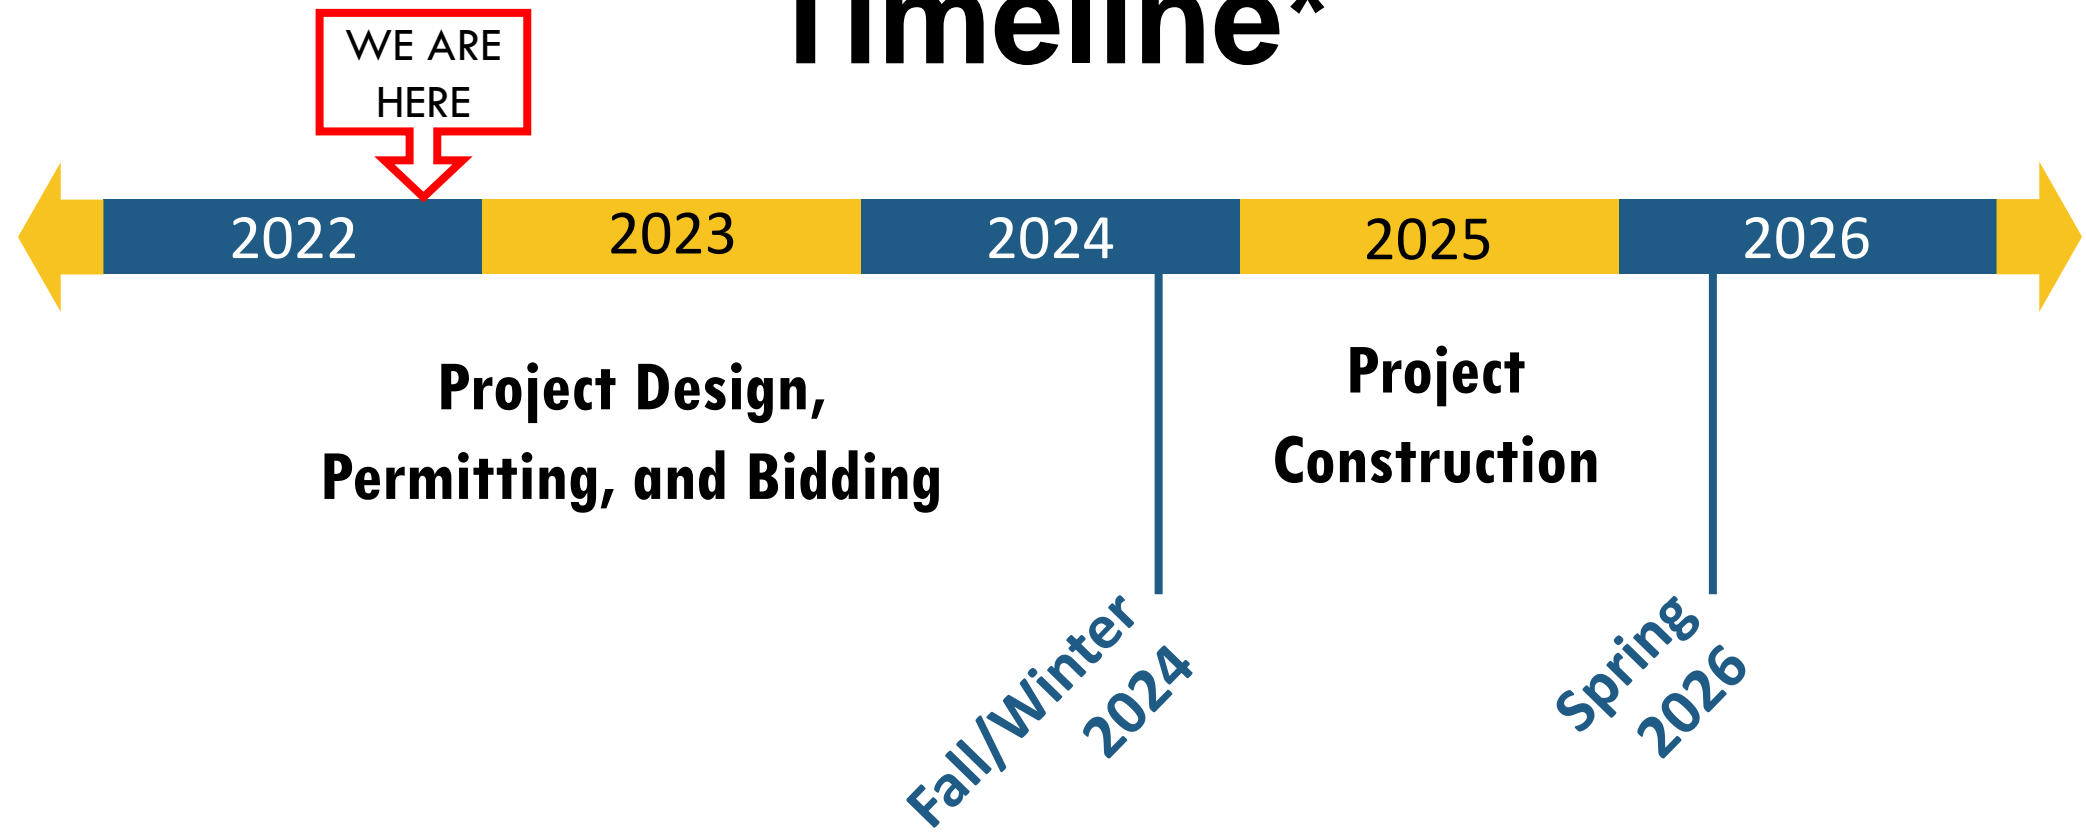 Timeline*
WE ARE
HERE
2022
2023
2024
2025
2026
Project Design,
Permitting, and Bidding
Project
Construction
Fall/Winter
2024
Spring
2026